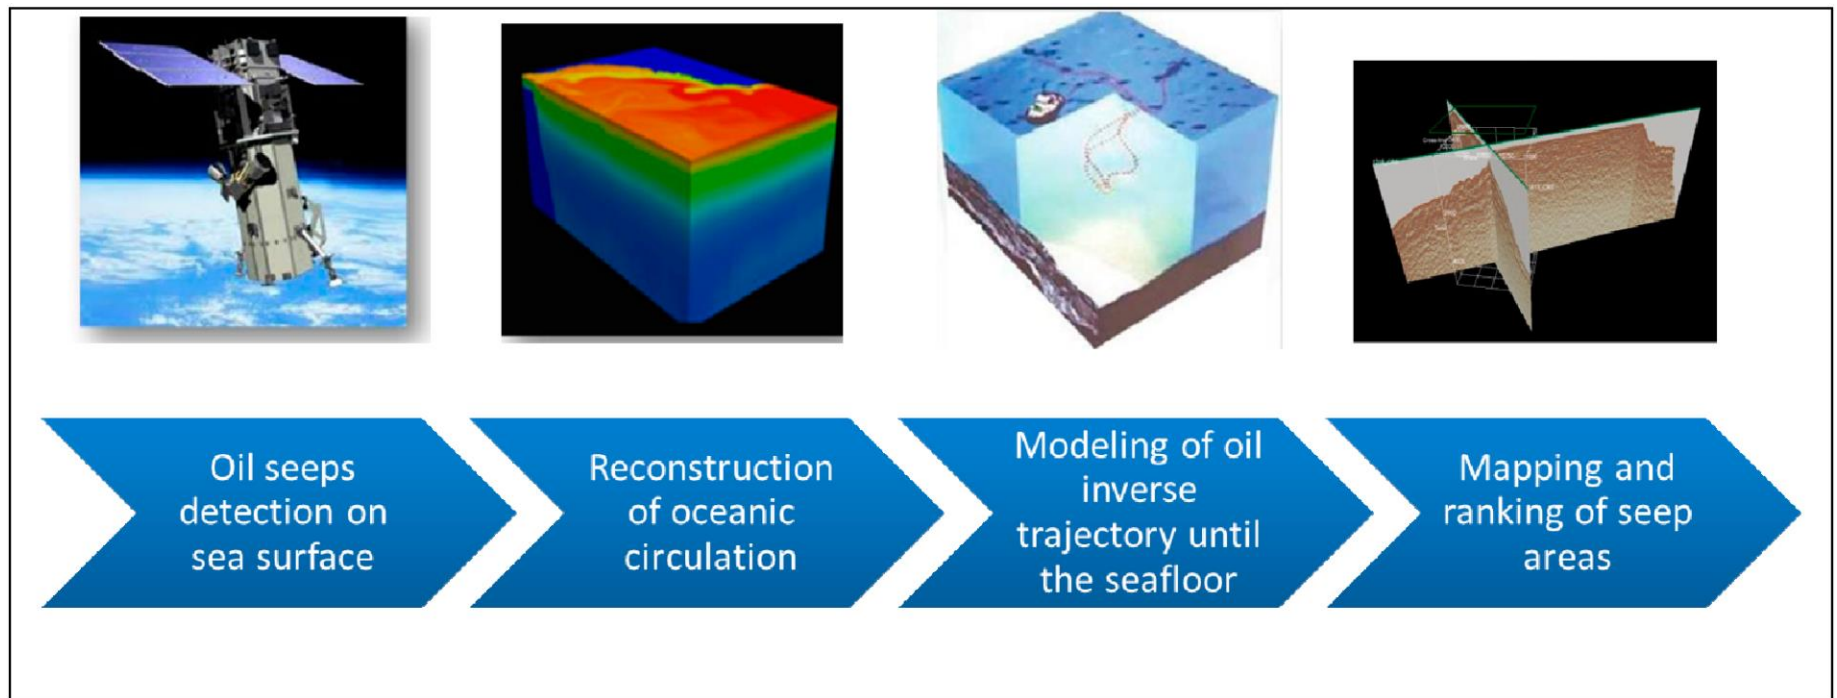 Oil seeps
detection on
sea surface
Reconstruction
of oceanic
circulation
Modeling of oil
inverse
trajectory until
the seafloor
Mapping and
ranking of seep
areas